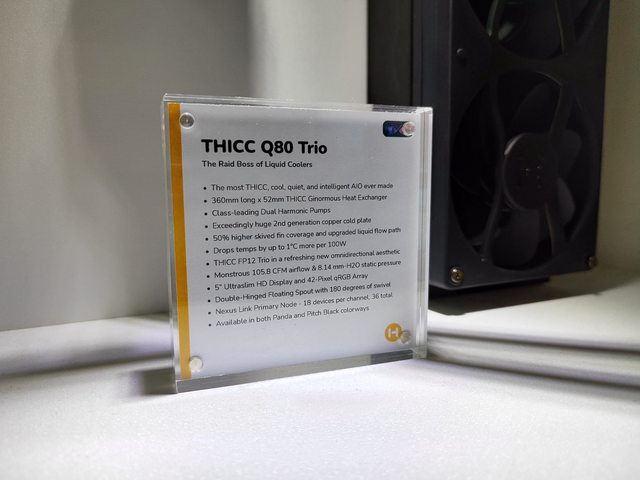 THICC Q80 Trio
The Raid Boss of Liquid Coolers
• The most THICC, cool, quiet, and intelligent AIO ever made
• 360mm long x 52mm THICC Ginormous Heat Exchanger
• Class-leading Dual Harmonic Pumps
• Exceedingly huge 2nd generation copper cold plate
• 50% higher skived fin coverage and upgraded liquid flow path
• Drops temps by up to 1°C more per 100W
• THICC FP12 Trio in a refreshing new omnidirectional aesthetic
• Monstrous 105.8 CFM airflow & 8.14 mm-H2O static pressure
• 5" Ultraslim HD Display and 42-Pixel qRGB Array
• Double-Hinged Floating Spout with 180 degrees of swivel
• Nexus Link Primary Node - 18 devices per channel, 36 total
• Available in both Panda and Pitch Black colorways
H